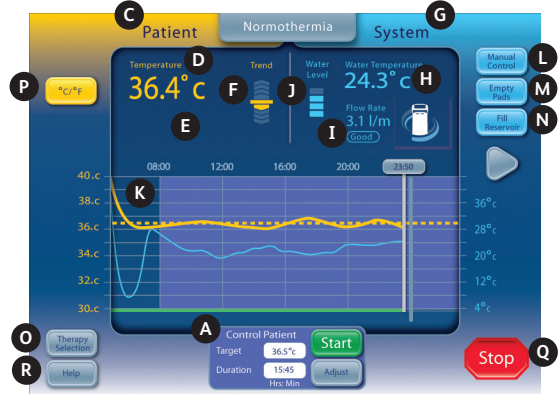 C
G
Patient
Normothermia
System
Temperature
D
Trend
Water
Level
Water Temperature
L
Manual
Control
P
°C/°F
36.4°c
F
J
24.3°c
H
M
Empty
Pads
E
Flow Rate
3.1 l/m
Good
I
N
Fill
Reservoir
08:00
12:00
16:00
20:00
23:50
K
40.c
38.c
36.c
34.c
32.c
30.c
36°c
28°c
20°c
12°c
4°c
A
Control Patient
Target
36.5°c
Start
Duration
15:45
Adjust
Hrs: Min
O
Therapy
Selection
R
Help
Stop
Q